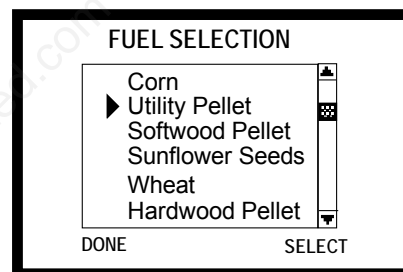 FUEL SELECTION
Corn
Utility Pellet
Softwood Pellet
Sunflower Seeds
Wheat
Hardwood Pellet
DONE SELECT